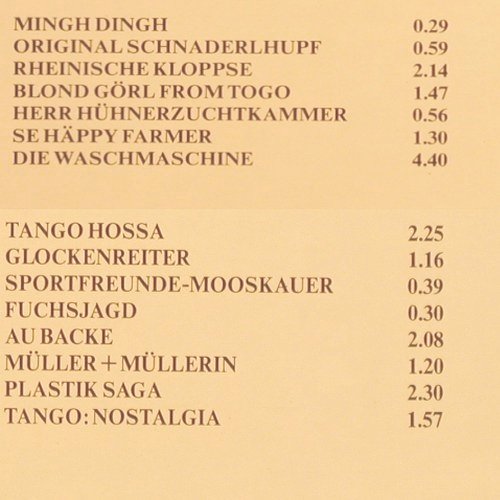 MINGH DINGH 0.29
ORIGINAL SCHNADERLHUPF 0.59
RHEINISCHE KLOPPSE 2.14
BLOND GÖRL FROM TOGO 1.47
HERR HÜHNERZUCHTKAMMER 0.56
SE HÄPPY FARMER 1.30
DIE WASCHMASCHINE 4.40
TANGO HOSSA 2.25
GLOCKENREITER 1.16
SPORTFREUNDE-MOOSKAUER 0.39
FUCHSJAGD 0.30
AU BACKE 2.08
MÜLLER + MÜLLERIN 1.20
PLASTIK SAGA 2.30
TANGO: NOSTALGIA 1.57